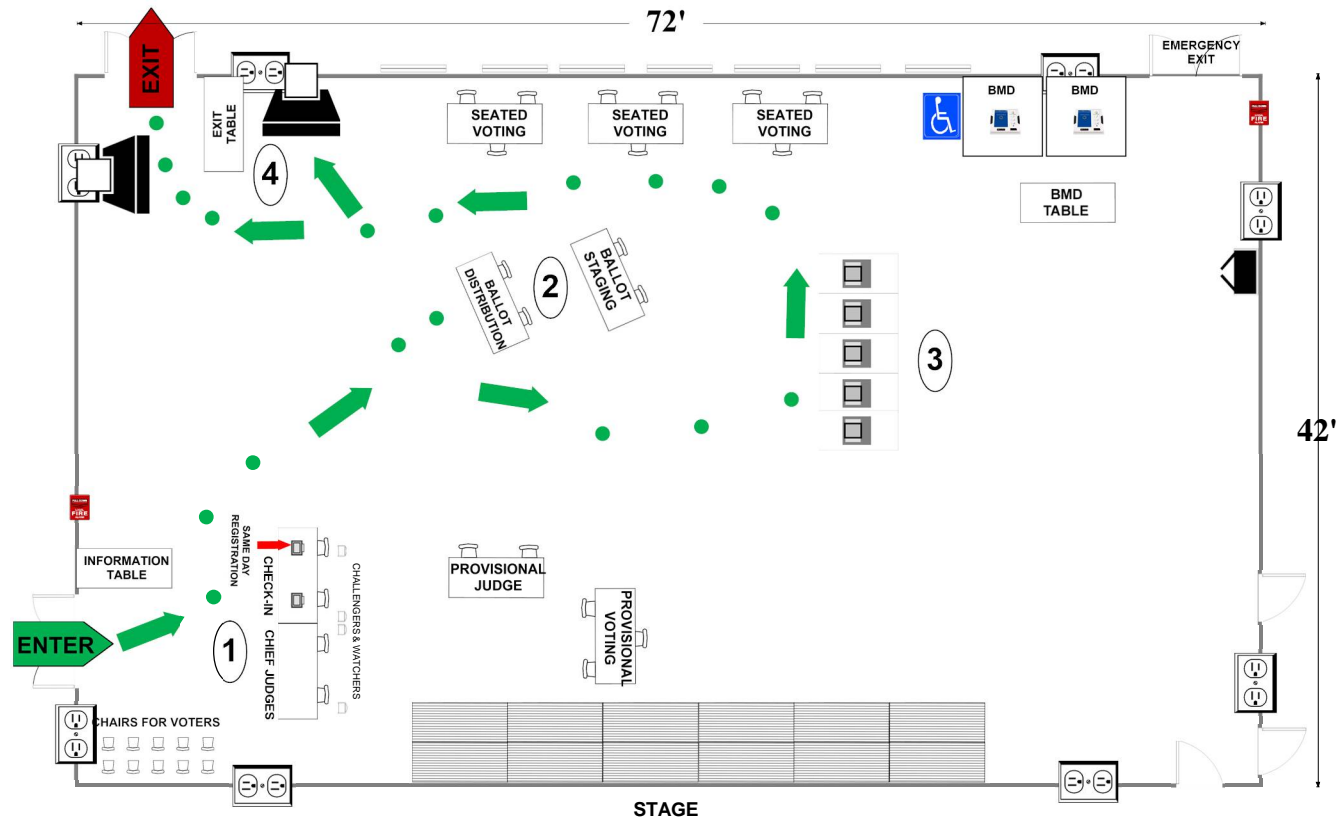 72'
EXIT
EMERGENCY
EXIT
EXIT
TABLE
SEATED
VOTING
SEATED
VOTING
SEATED
VOTING
BMD
BMD
4
BMD
TABLE
BALLOT
DISTRIBUTION
2
BALLOT
STAGING
3
42'
FIRE
FIRE
SAME DAY
REGISTRATION
INFORMATION
TABLE
CHECK-IN
CHALLENGERS & WATCHERS
PROVISIONAL
JUDGE
PROVISIONAL
VOTING
ENTER
1
CHIEF JUDGES
CHAIRS FOR VOTERS
STAGE